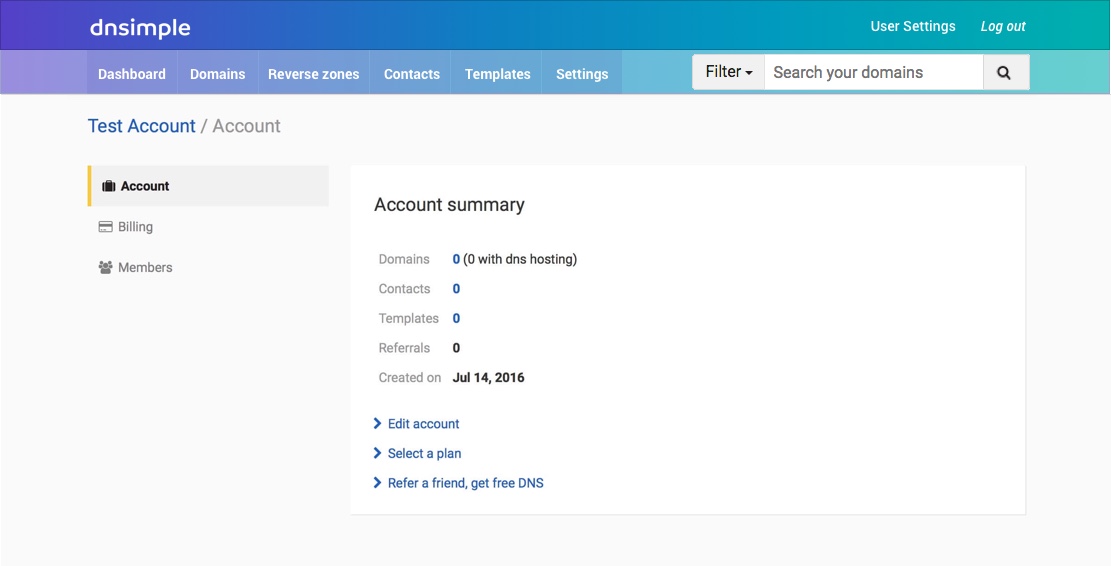 dnsimple
User Settings Log out
Dashboard Domains Reverse zones Contacts Templates Settings Filter Search your domains
Test Account / Account
Account
Billing
Members
Account summary
Domains 0 (0 with dns hosting)
Contacts 0
Templates 0
Referrals 0
Created on Jul 14, 2016
Edit account
Select a plan
Refer a friend, get free DNS